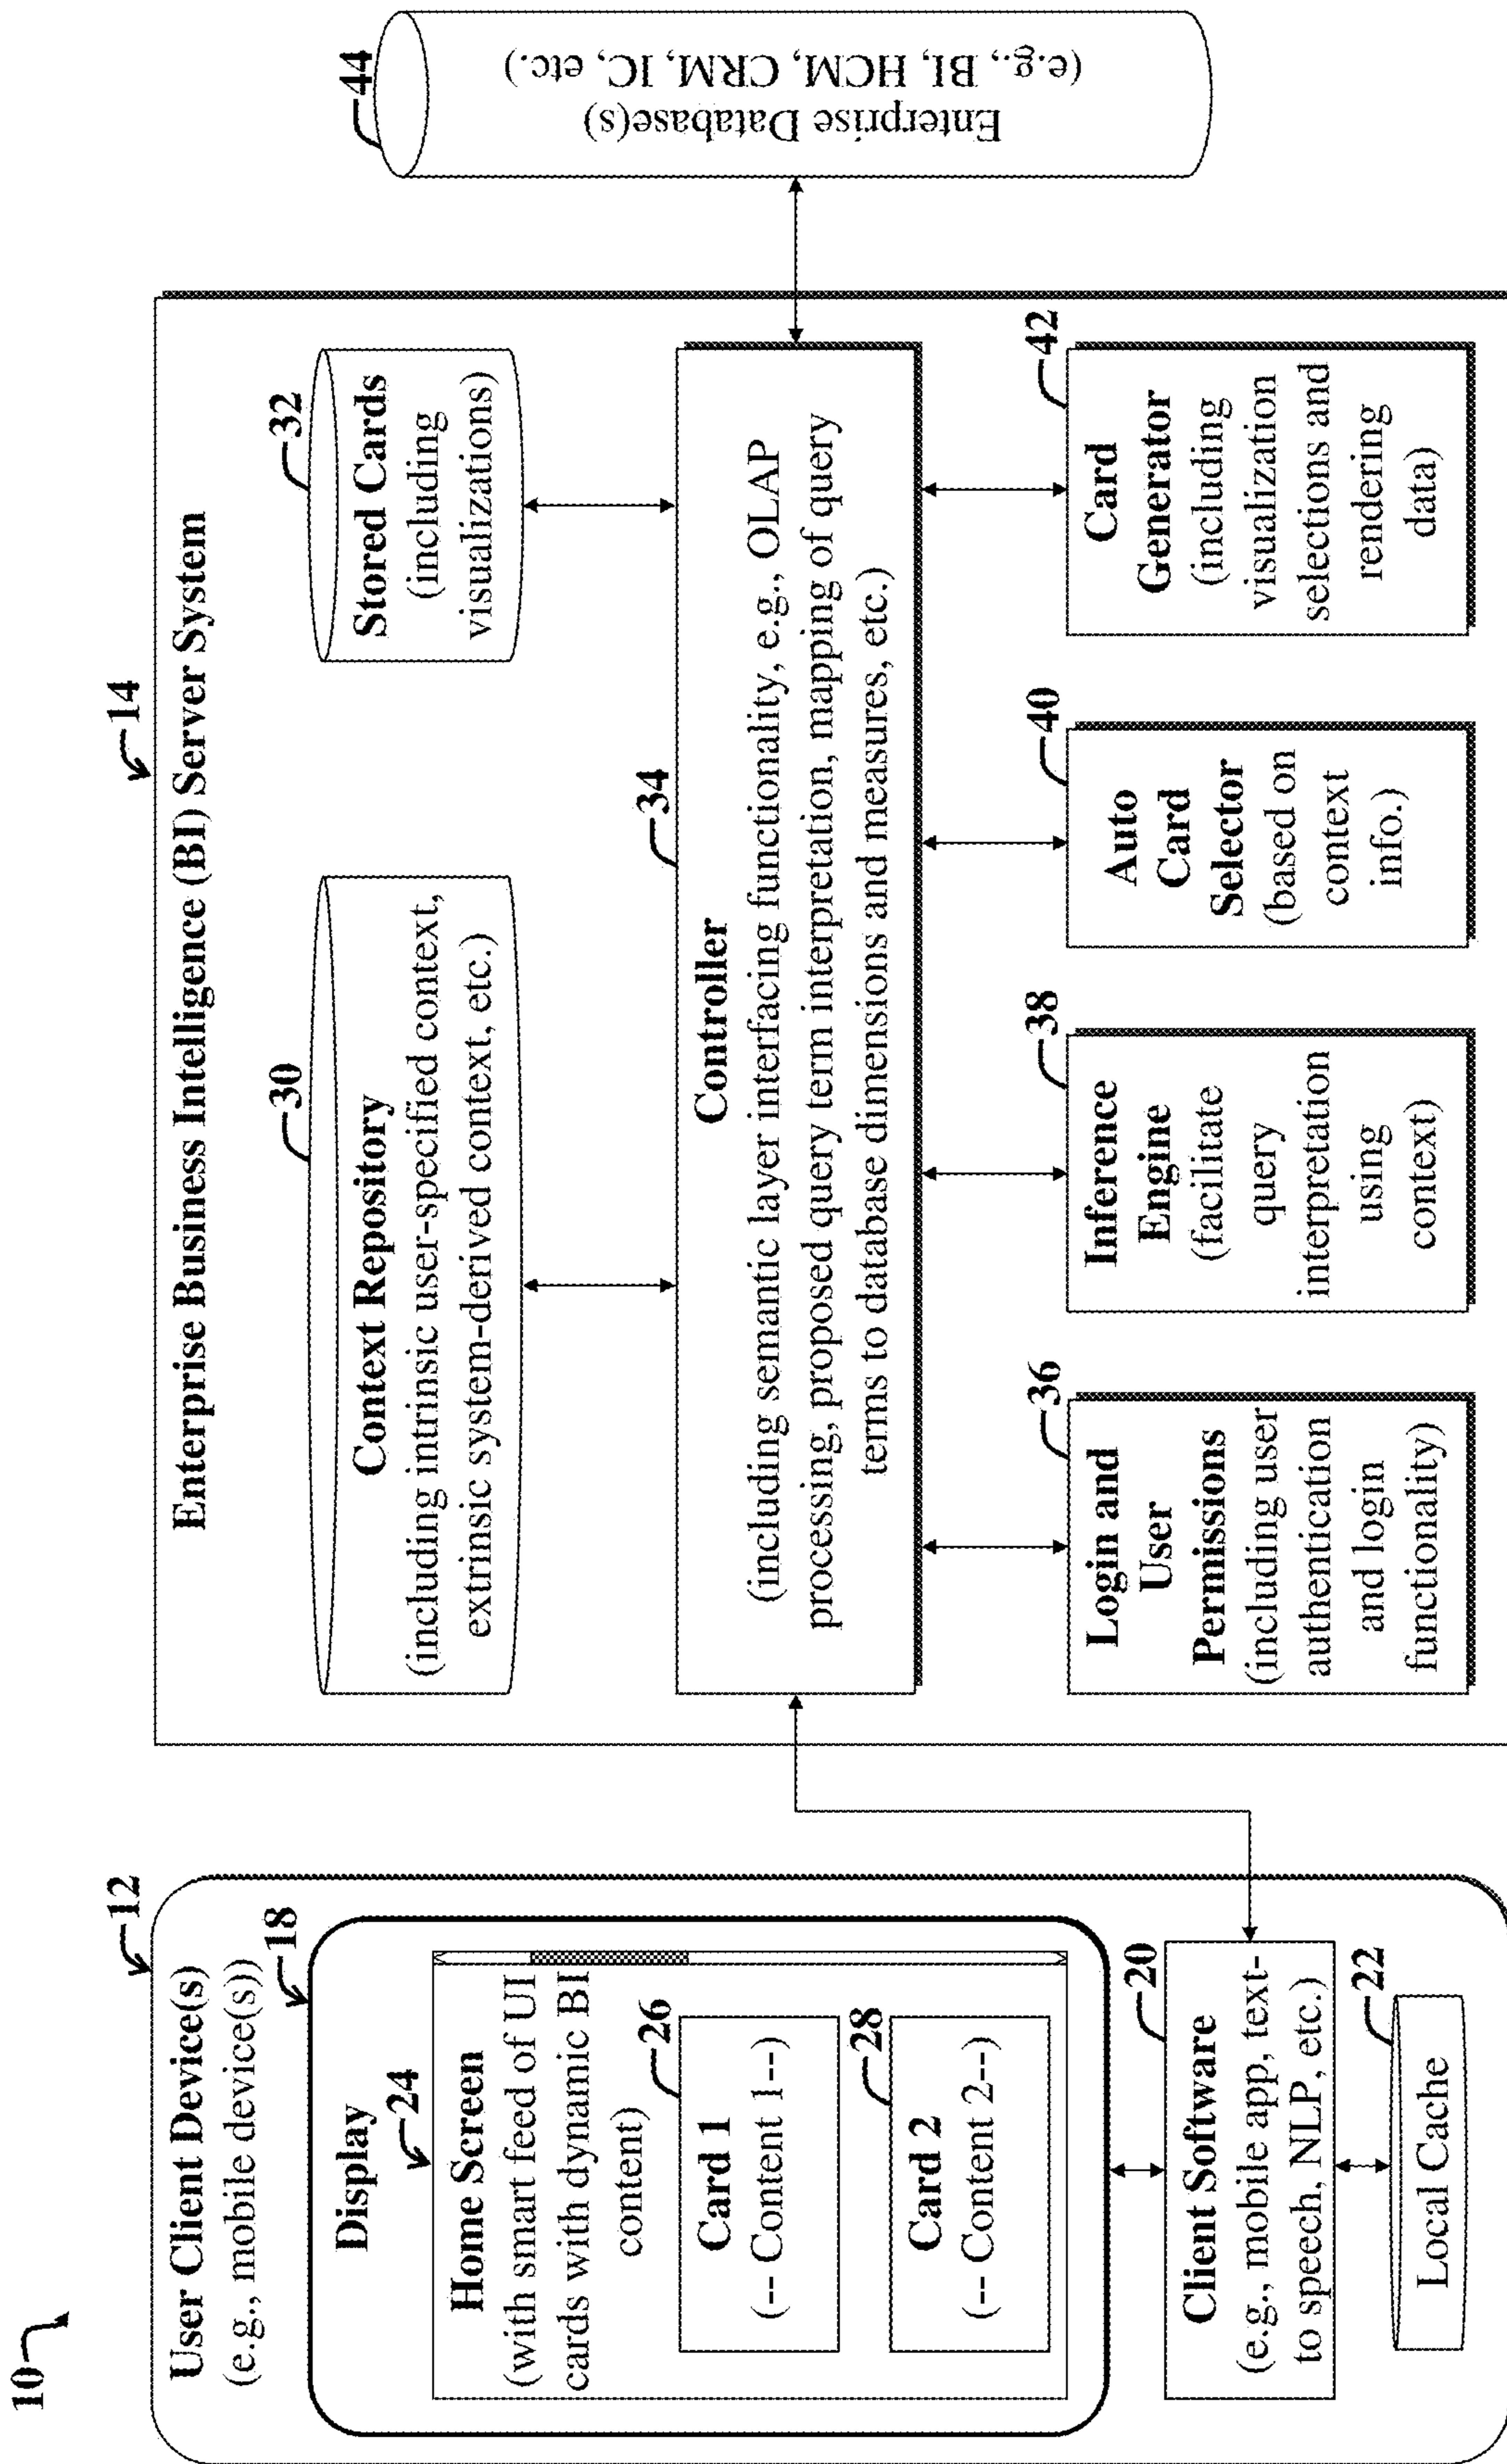 10
12
User Client Device(s)
(e.g., mobile device(s))
18
Display
24
Home Screen
(with smart feed of UI
cards with dynamic BI
content)
26
Card 1
(-- Content 1--)
28
Card 2
(-- Content 2--)
20
Client Software
(e.g., mobile app, text-
to speech, NLP, etc.)
22
Local Cache
14
Enterprise Business Intelligence (BI) Server System
30
Context Repository
(including intrinsic user-specified context,
extrinsic system-derived context, etc.)
32
Stored Cards
(including
visualizations)
34
Controller
(including semantic layer interfacing functionality, e.g., OLAP
processing, proposed query term interpretation, mapping of query
terms to database dimensions and measures, etc.)
36
Login and
User
Permissions
(including user
authentication
and login
functionality)
38
Inference
Engine
(facilitate
query
interpretation
using
context)
40
Auto
Card
Selector
(based on
context
info.)
42
Card
Generator
(including
visualization
selections and
rendering
data)
44
Enterprise Database(s)
(e.g., BI, HCM, CRM, IC, etc.)